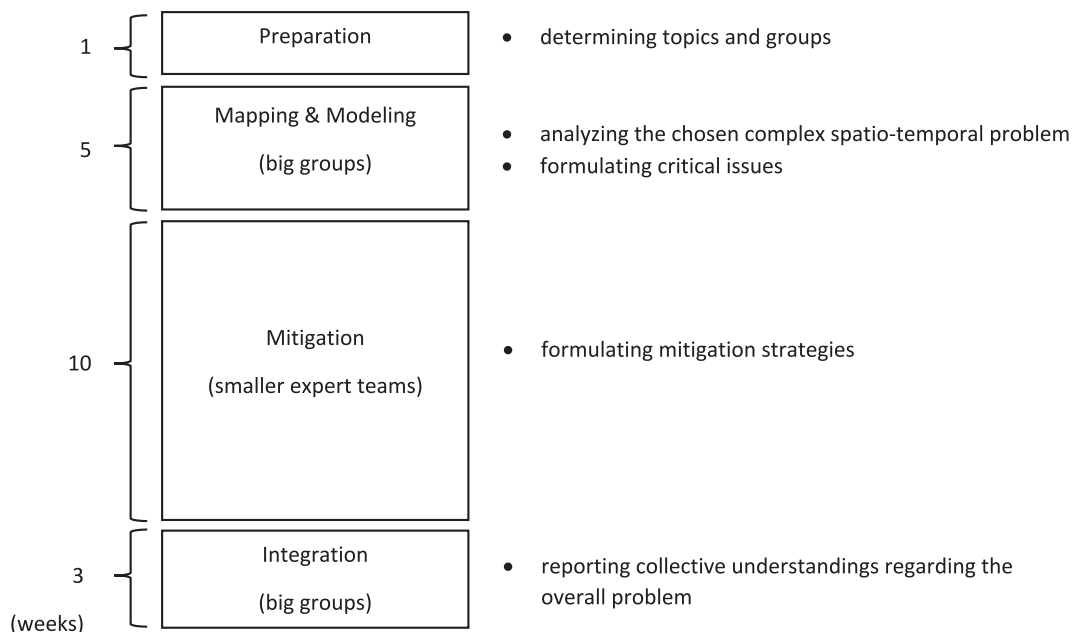 1
Preparation
• determining topics and groups
5
Mapping & Modeling
(big groups)
• analyzing the chosen complex spatio-temporal problem
• formulating critical issues
10
Mitigation
(smaller expert teams)
• formulating mitigation strategies
3
(weeks)
Integration
(big groups)
• reporting collective understandings regarding the
overall problem